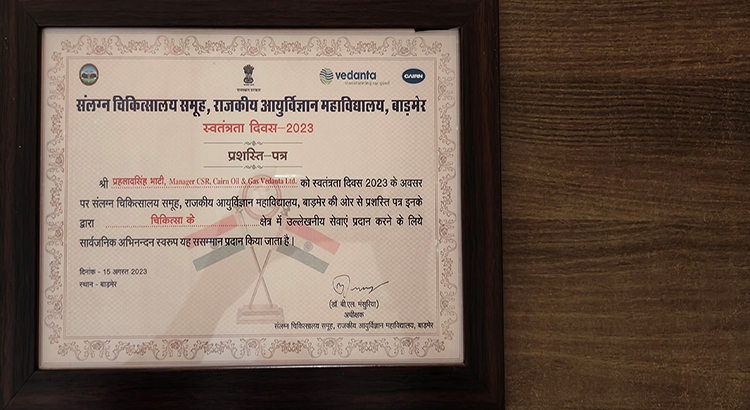 vedanta
CAIRN
संलग्न चिकित्सालय समूह, राजकीय आयुर्विज्ञान महाविद्यालय, बाड़मेर
स्वतंत्रता दिवस–2023
प्रशस्ति–पत्र
श्री प्रहलादसिंह भाटी, Manager CSR, Cairn Oil & Gas Vedanta Ltd. को स्वतंत्रता दिवस 2023 के अवसर
पर संलग्न चिकित्सालय समूह, राजकीय आयुर्विज्ञान महाविद्यालय, बाड़मेर की ओर से प्रशस्ति पत्र इनके
द्वारा चिकित्सा के क्षेत्र में उल्लेखनीय सेवाएं प्रदान करने के लिये
सार्वजनिक अभिनन्दन स्वरुप यह ससम्मान प्रदान किया जाता है।
दिनांक - 15 अगस्त 2023
स्थान - बाड़मेर
(डॉ. बी.एल. मंसुरिया)
अधीक्षक
संलग्न चिकित्सालय समूह, राजकीय आयुर्विज्ञान महाविद्यालय, बाड़मेर